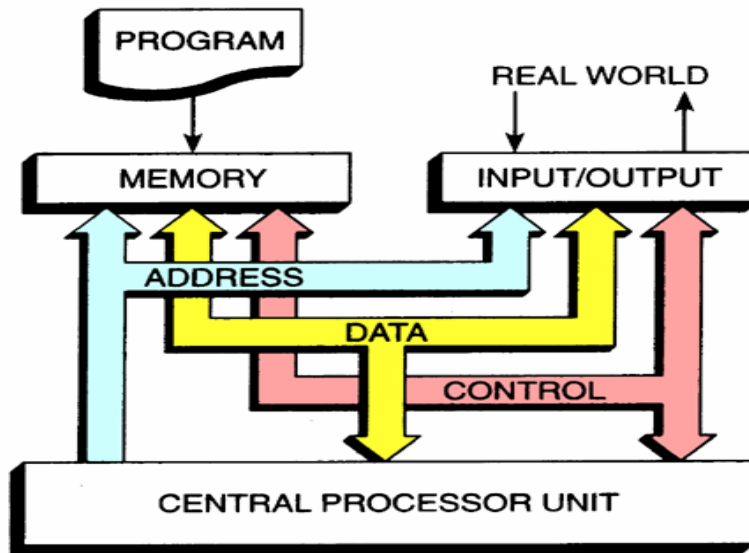 PROGRAM
REAL WORLD
MEMORY
INPUT/OUTPUT
ADDRESS
DATA
CONTROL
CENTRAL PROCESSOR UNIT